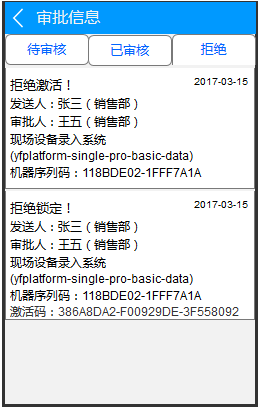 审批信息
待审核
已审核
拒绝
拒绝激活！
2017-03-15
发送人：张三（销售部）
审批人：王五（销售部）
现场设备录入系统
(yfplatform-single-pro-basic-data)
机器序列码：118BDE02-1FFF7A1A
拒绝锁定！
2017-03-15
发送人：张三（销售部）
审批人：王五（销售部）
现场设备录入系统
(yfplatform-single-pro-basic-data)
机器序列码：118BDE02-1FFF7A1A
激活码：386A8DA2-F00929DE-3F558092